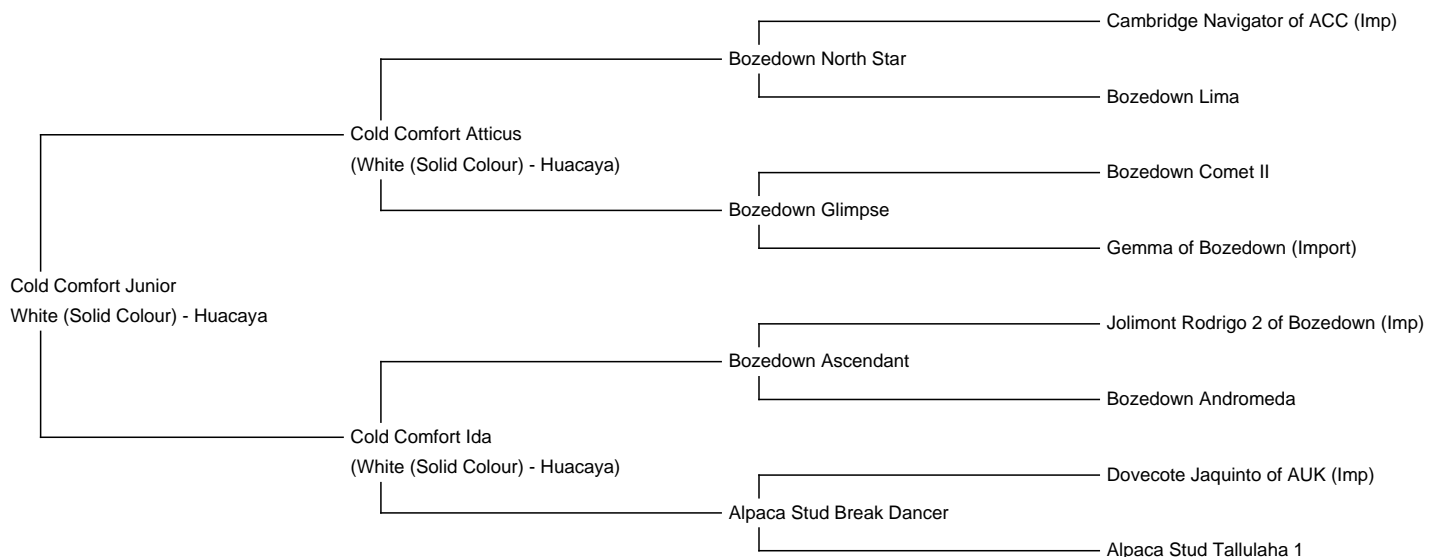 Cambridge Navigator of ACC (Imp)
Bozedown North Star
Bozedown Lima
Cold Comfort Atticus
(White (Solid Colour) - Huacaya)
Bozedown Comet II
Bozedown Glimpse
Gemma of Bozedown (Import)
Cold Comfort Junior
White (Solid Colour) - Huacaya
Jolimont Rodrigo 2 of Bozedown (Imp)
Bozedown Ascendant
Bozedown Andromeda
Cold Comfort Ida
(White (Solid Colour) - Huacaya)
Dovecote Jaquinto of AUK (Imp)
Alpaca Stud Break Dancer
Alpaca Stud Tallulaha 1